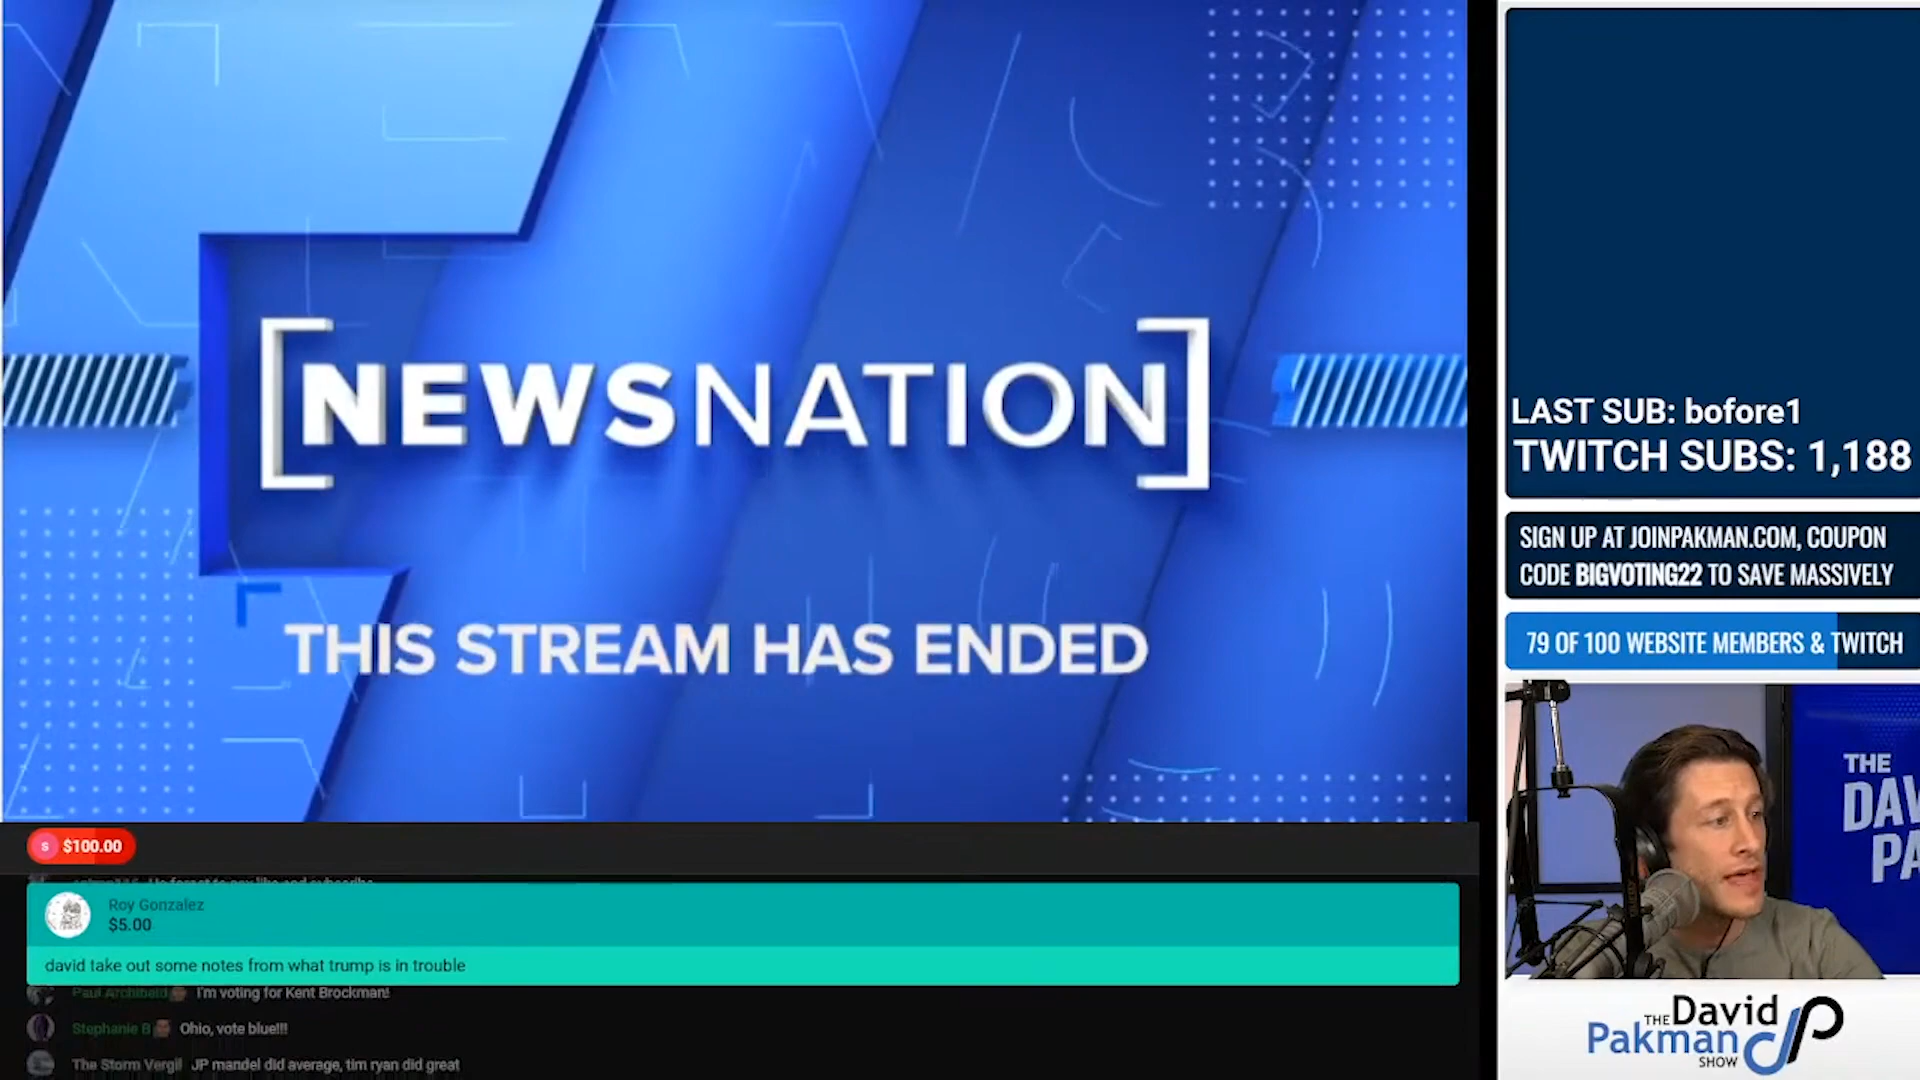 [NEWSNATION]
THIS STREAM HAS ENDED
LAST SUB: bofore1
TWITCH SUBS: 1,188
SIGN UP AT JOINPAKMAN.COM, COUPON
CODE BIGVOTING22 TO SAVE MASSIVELY
79 OF 100 WEBSITE MEMBERS & TWITCH
THE
DAV
PA
THE David
Pakman
SHOW
S $100.00
Roy Gonzalez
$5.00
david take out some notes from what trump is in trouble
Paul Archibald I'm voting for Kent Brockman!
Stephanie B Ohio, vote blue!!!
The Storm Vergil JP mandel did average, tim ryan did great